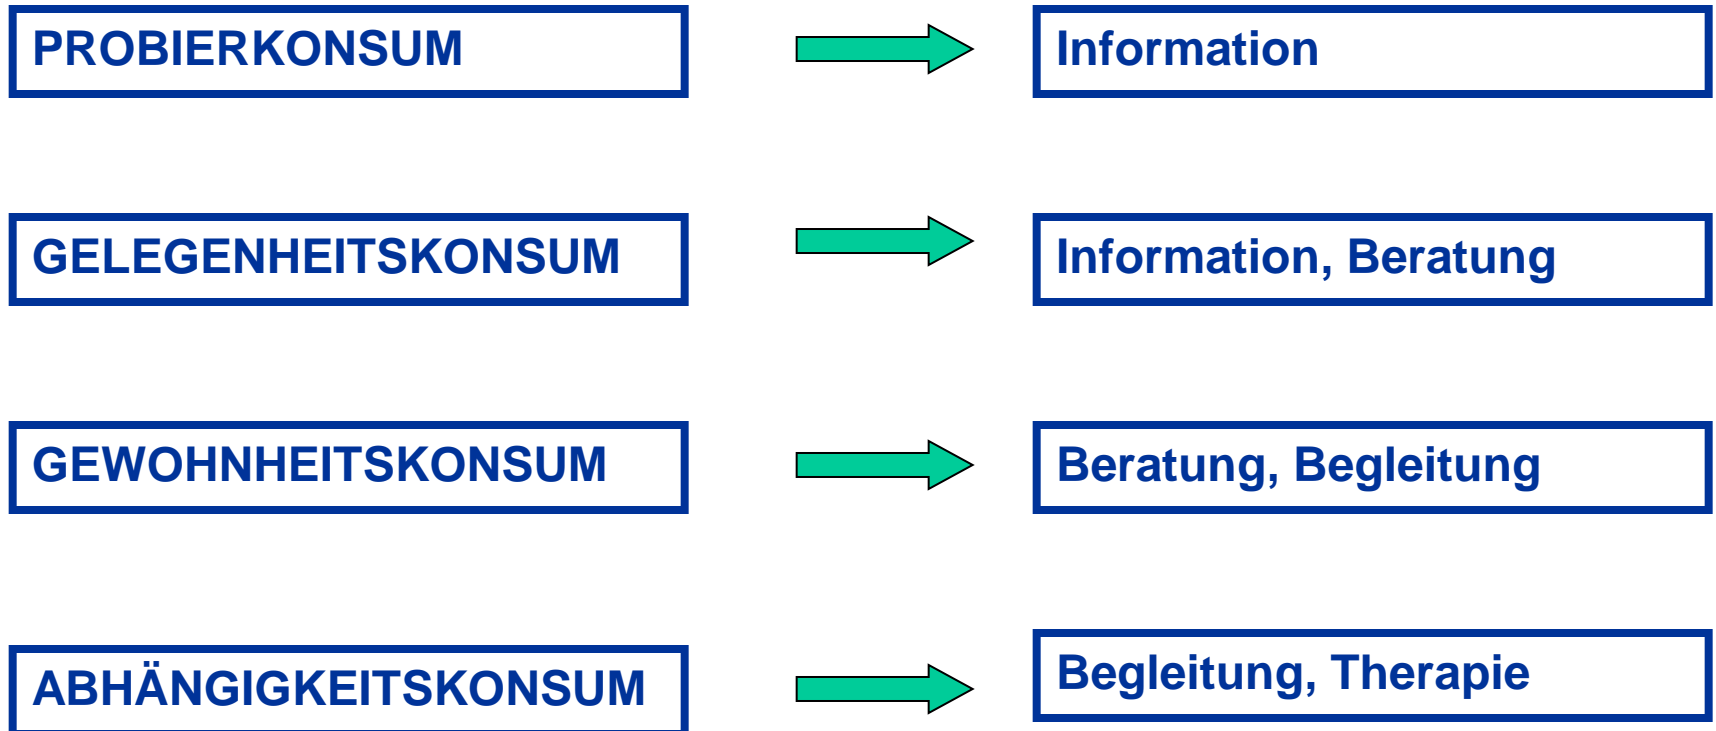 PROBIERKONSUM
Information
GELEGENHEITSKONSUM
Information, Beratung
GEWOHNHEITSKONSUM
Beratung, Begleitung
ABHÄNGIGKEITSKONSUM
Begleitung, Therapie